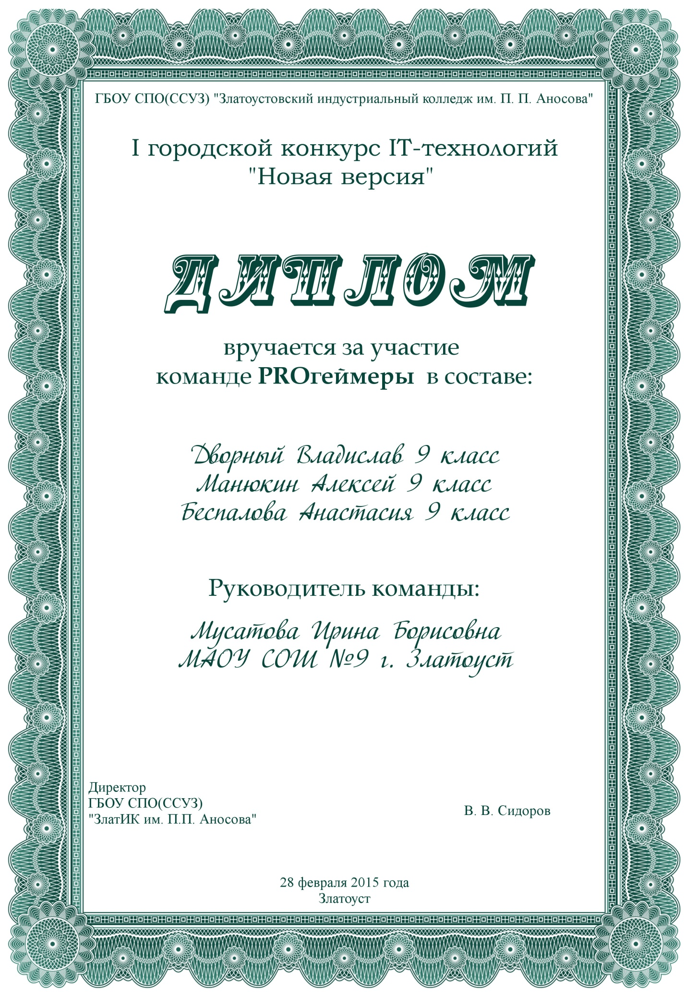 ГБОУ СПО(ССУЗ) "Златоустовский индустриальный колледж им. П. П. Аносова"
I городской конкурс IT-технологий
"Новая версия"
ДИПЛОМ
вручается за участие
команде PROгеймеры в составе:
Дворный Владислав 9 класс
Манюкин Алексей 9 класс
Беспалова Анастасия 9 класс
Руководитель команды:
Мусатова Ирина Борисовна
МАОУ СОШ №9 г. Златоуст
Директор
ГБОУ СПО(ССУЗ)
"ЗлатИК им. П.П. Аносова"
В. В. Сидоров
28 февраля 2015 года
Златоуст